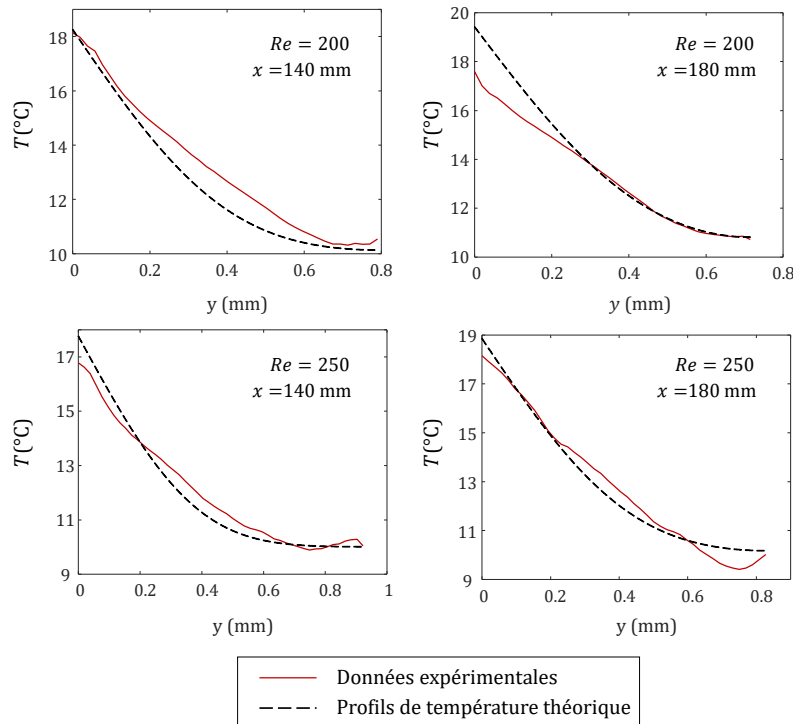 18
16
14
12
10
T (°C)
Re = 200
x = 140 mm
0
0.2
0.4
0.6
0.8
y (mm)
20
18
16
14
12
10
T (°C)
Re = 200
x = 180 mm
0
0.2
0.4
0.6
0.8
y (mm)
17
15
13
11
9
T (°C)
Re = 250
x = 140 mm
0
0.2
0.4
0.6
0.8
1
y (mm)
19
17
15
13
11
9
T (°C)
Re = 250
x = 180 mm
0
0.2
0.4
0.6
0.8
y (mm)
Données expérimentales
Profils de température théorique